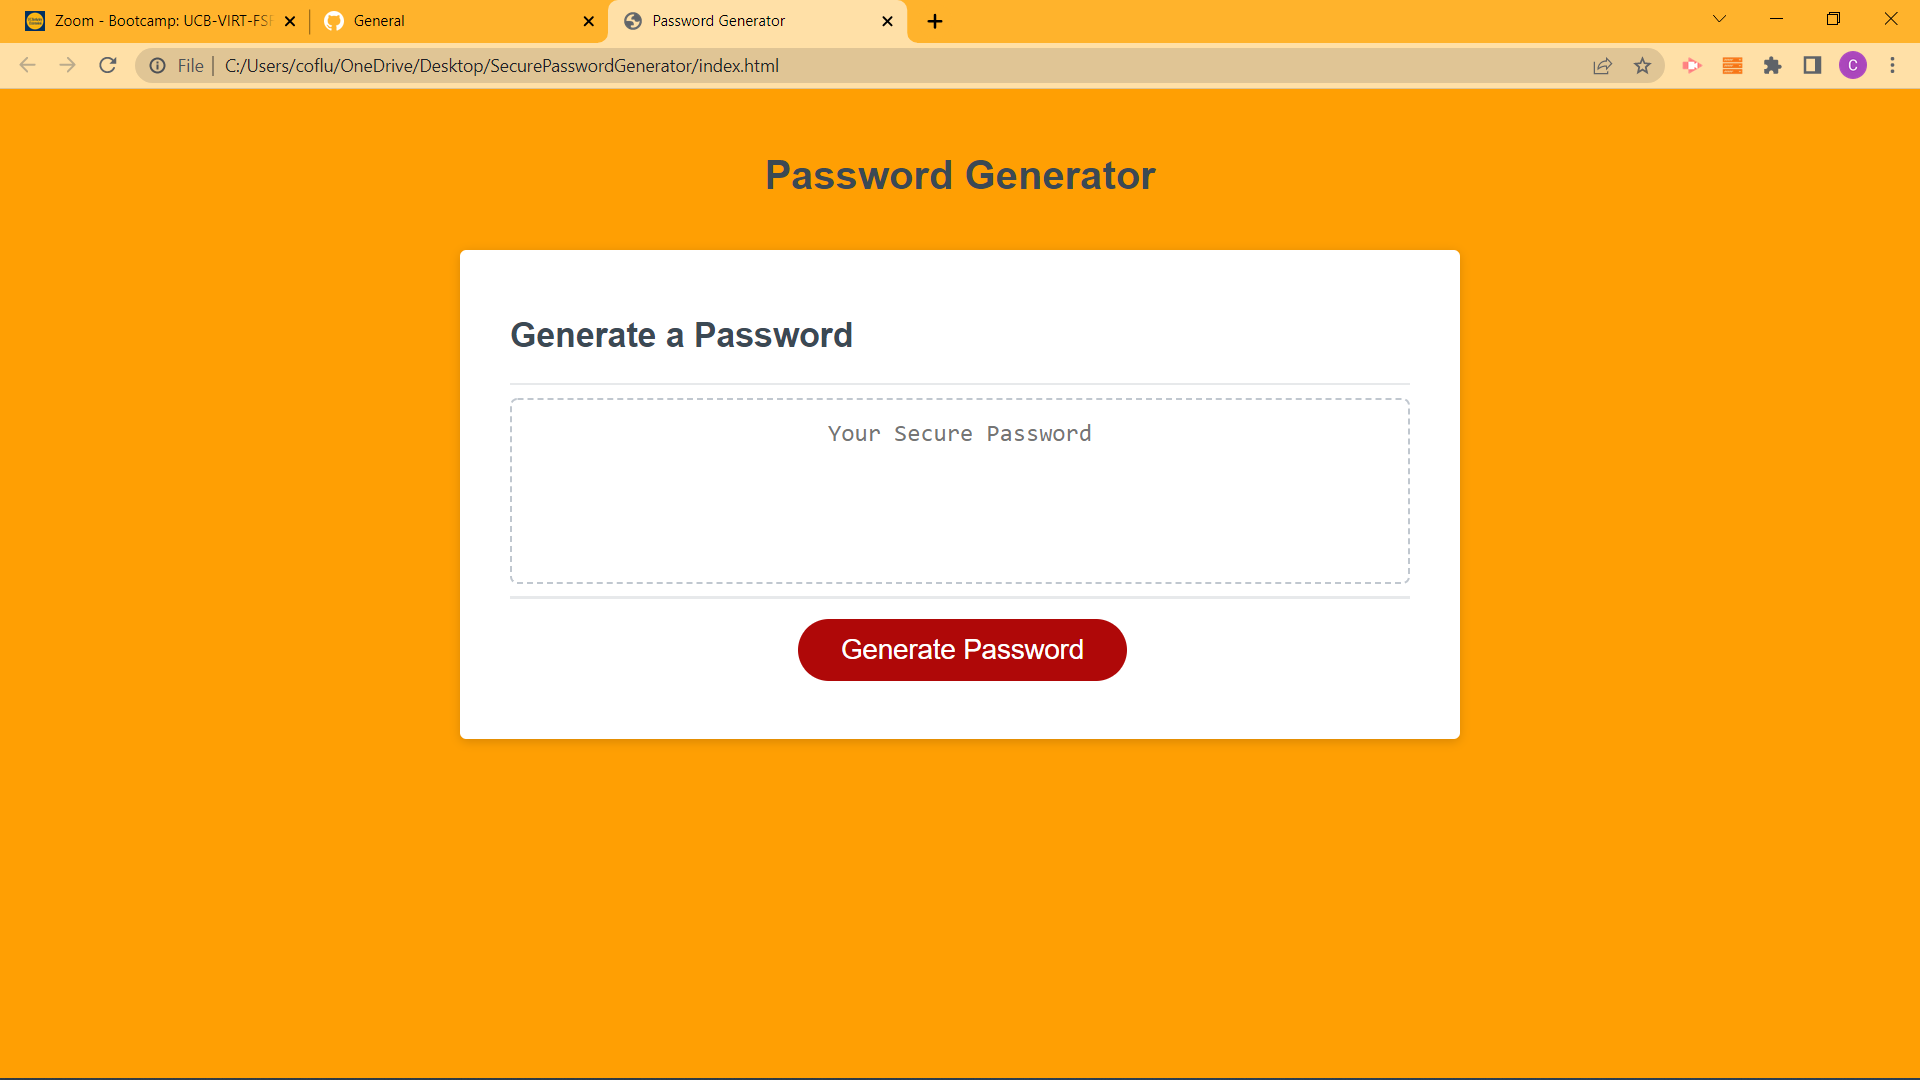 Zoom - Bootcamp: UCB-VIRT-FSF
General
Password Generator
File
C:/Users/coflu/OneDrive/Desktop/SecurePasswordGenerator/index.html
C
Password Generator
Generate a Password
Your Secure Password
Generate Password